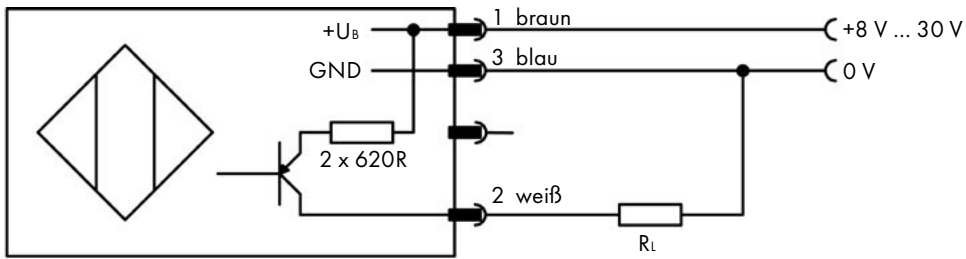 +UB
1 braun
+8 V ... 30 V
GND
3 blau
0 V
2 x 620R
2 weiß
RL